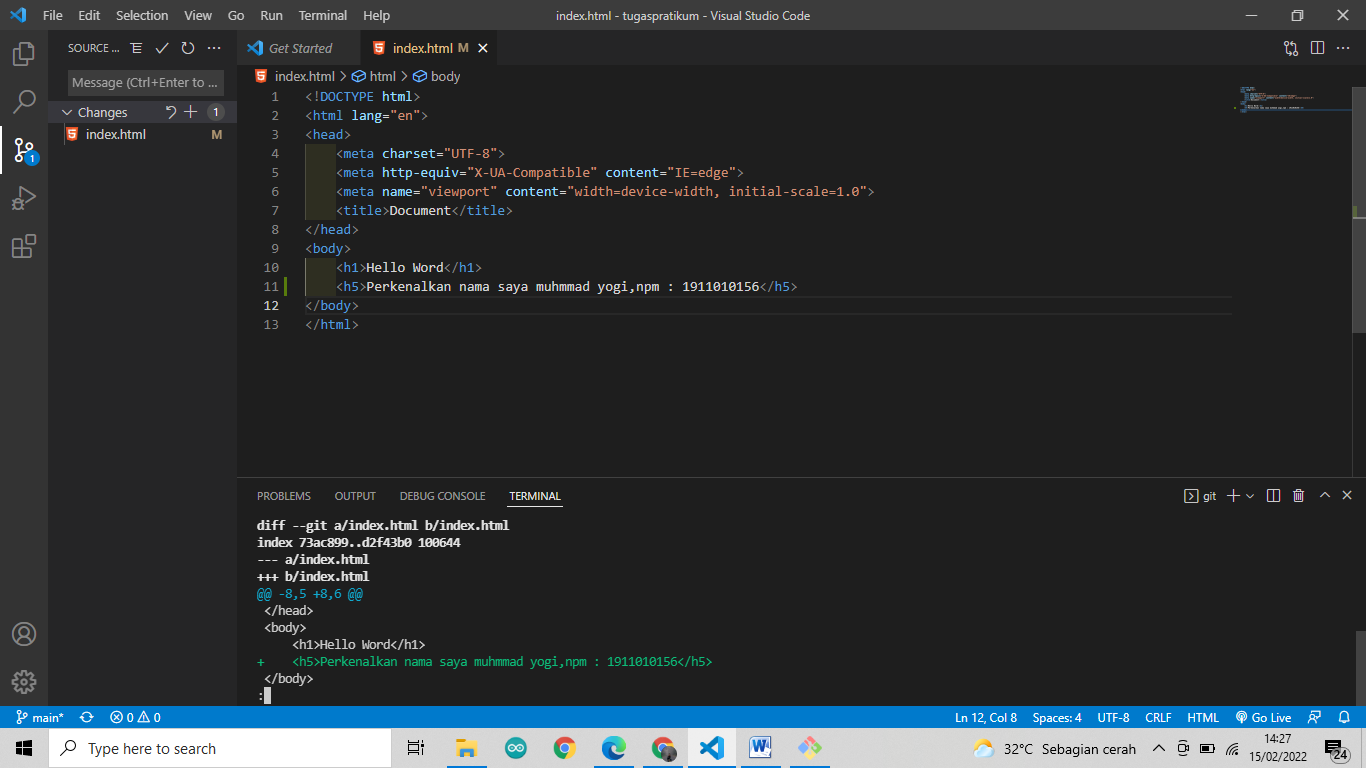 File Edit Selection View Go Run Terminal Help
index.html - tugaspratikum - Visual Studio Code
SOURCE ...
Message (Ctrl+Enter to ...
Changes 1
index.html M
1
Get Started
index.html M
index.html > html > body
1 <!DOCTYPE html>
2 <html lang="en">
3 <head>
4 <meta charset="UTF-8">
5 <meta http-equiv="X-UA-Compatible" content="IE=edge">
6 <meta name="viewport" content="width=device-width, initial-scale=1.0">
7 <title>Document</title>
8 </head>
9 <body>
10 <h1>Hello Word</h1>
11 <h5>Perkenalkan nama saya muhmmad yogi,npm : 1911010156</h5>
12 </body>
13 </html>
PROBLEMS OUTPUT DEBUG CONSOLE TERMINAL
git
diff --git a/index.html b/index.html
index 73ac899..d2f43b0 100644
--- a/index.html
+++ b/index.html
@@ -8,5 +8,6 @@
</head>
<body>
<h1>Hello Word</h1>
+ <h5>Perkenalkan nama saya muhmmad yogi,npm : 1911010156</h5>
</body>
:
main* 0 0
Ln 12, Col 8 Spaces: 4 UTF-8 CRLF HTML Go Live
Type here to search
32°C Sebagian cerah
14:27
15/02/2022
24